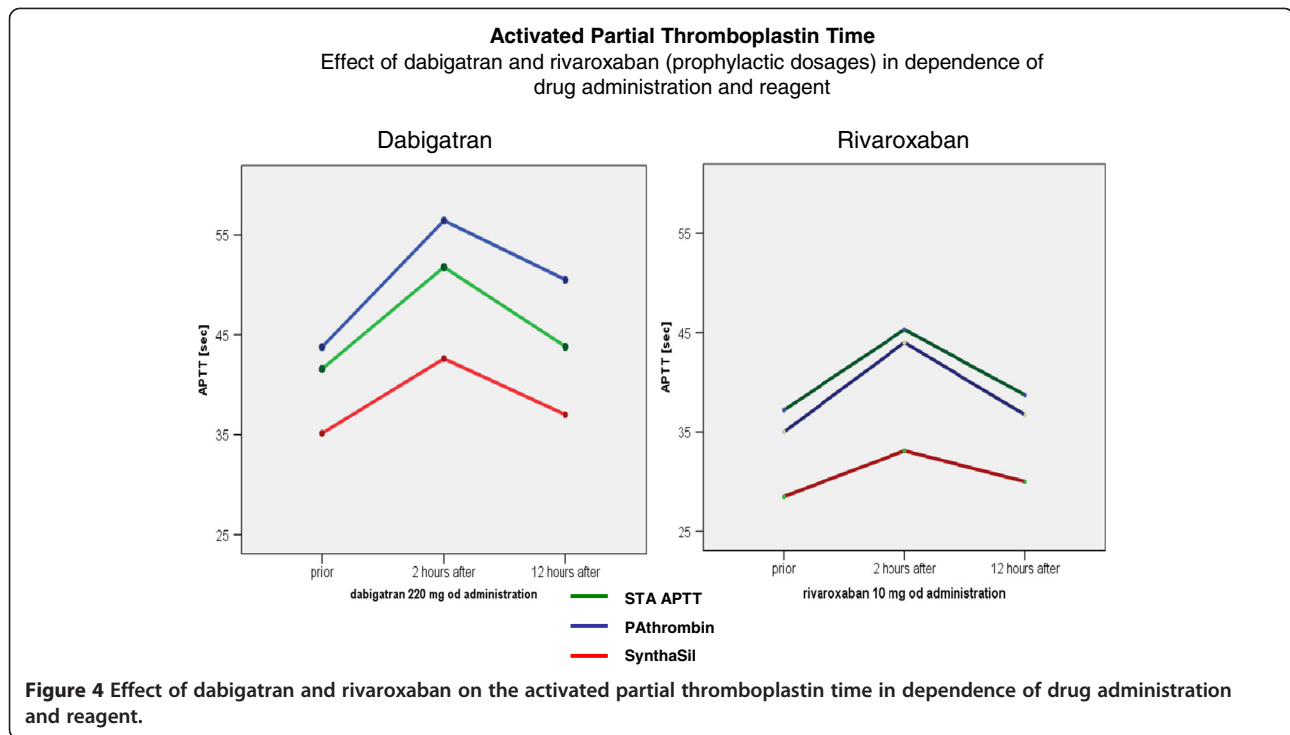 Activated Partial Thromboplastin Time
Effect of dabigatran and rivaroxaban (prophylactic dosages) in dependence of
drug administration and reagent
Dabigatran
55
45
35
25
APTT [sec]
prior
2 hours after
12 hours after
dabigatran 220 mg od administration
Rivaroxaban
55
45
35
25
APTT [sec]
prior
2 hours after
12 hours after
rivaroxaban 10 mg od administration
STA APTT
PAthrombin
SynthaSil
Figure 4 Effect of dabigatran and rivaroxaban on the activated partial thromboplastin time in dependence of drug administration
and reagent.